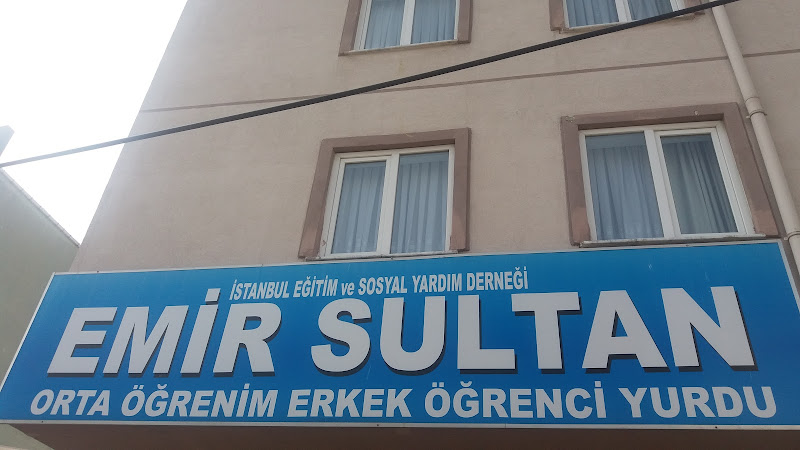 İSTANBUL EĞİTİM ve SOSYAL YARDIM DERNEĞİ
EMİR SULTAN
ORTA ÖĞRENİM ERKEK ÖĞRENCİ YURDU